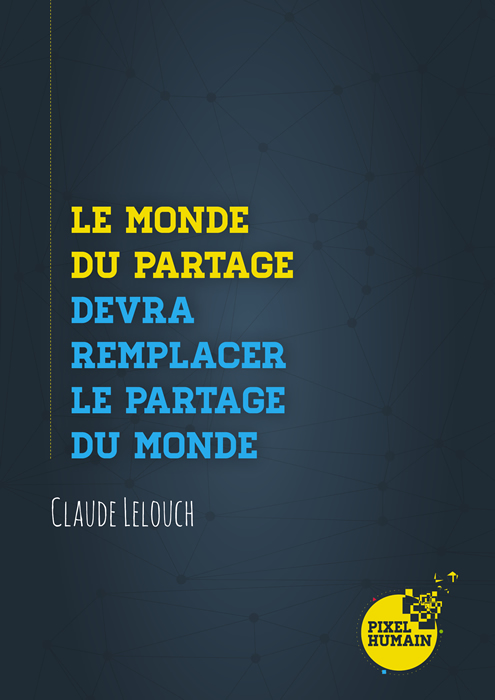 LE MONDE
DU PARTAGE
DEVRA
REMPLACER
LE PARTAGE
DU MONDE
CLAUDE LELOUCH
PIXEL
HUMAIN